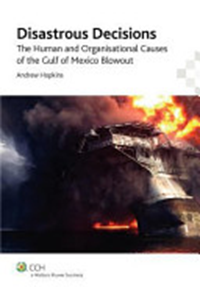 Disastrous Decisions
The Human and Organisational Causes
of the Gulf of Mexico Blowout
Andrew Hopkins
CCH
a Wolters Kluwer business